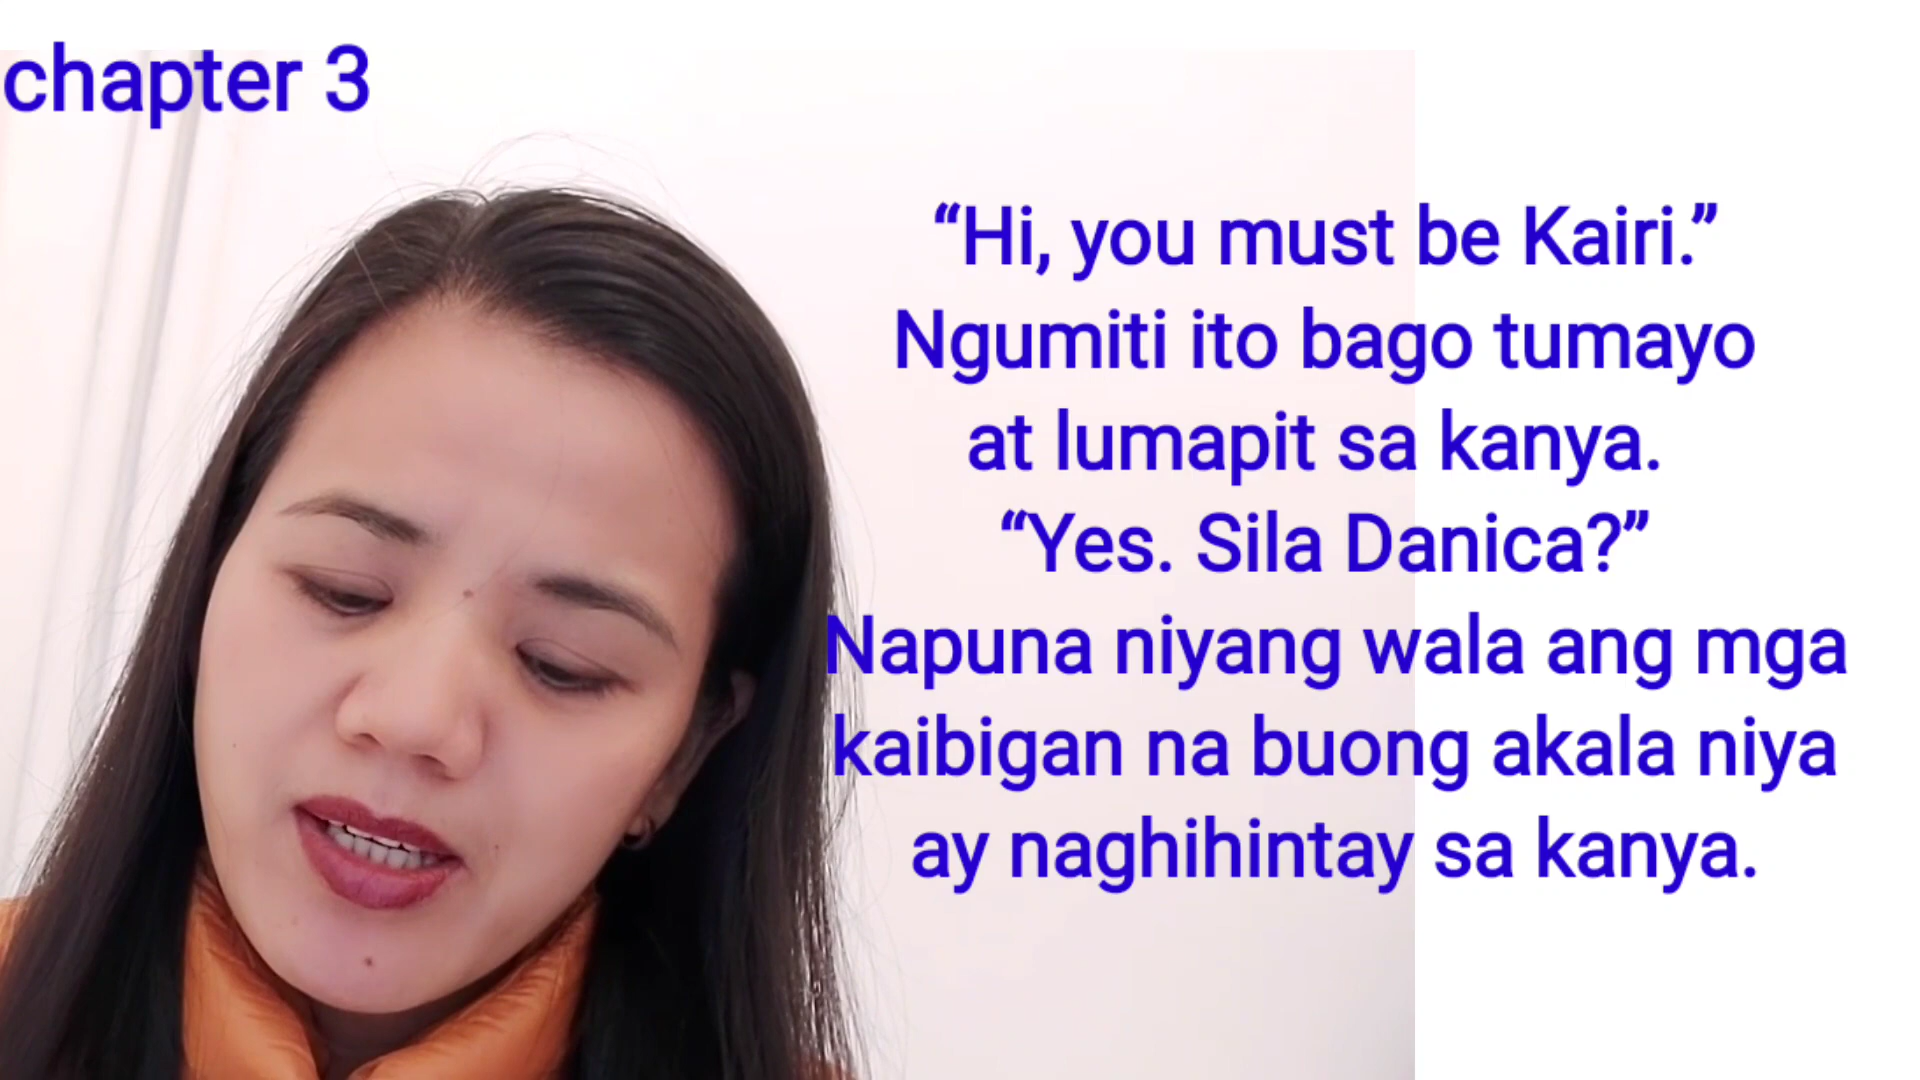 chapter 3
“Hi, you must be Kairi.”
Ngumiti ito bago tumayo
at lumapit sa kanya.
“Yes. Sila Danica?”
Napuna niyang wala ang mga
kaibigan na buong akala niya
ay naghihintay sa kanya.